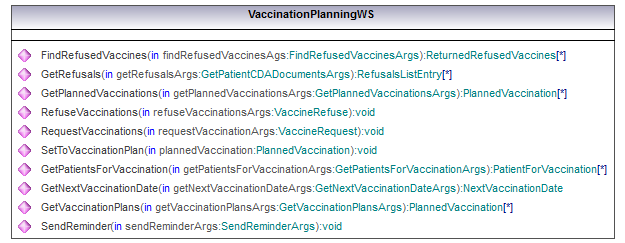 VaccinationPlanningWS
FindRefusedVaccines(in findRefusedVaccinesAgs:FindRefusedVaccinesArgs):ReturnedRefusedVaccines[*]
GetRefusals(in getRefusalsArgs:GetPatientCDADocumentsArgs):RefusalsListEntry[*]
GetPlannedVaccinations(in getPlannedVaccinationsArgs:GetPlannedVaccinationsArgs):PlannedVaccination[*]
RefuseVaccinations(in refuseVaccinationsArgs:VaccineRefuse):void
RequestVaccinations(in requestVaccinationArgs:VaccineRequest):void
SetToVaccinationPlan(in plannedVaccination:PlannedVaccination):void
GetPatientsForVaccination(in getPatientsForVaccinationArgs:GetPatientsForVaccinationArgs):PatientForVaccination[*]
GetNextVaccinationDate(in getNextVaccinationDateArgs:GetNextVaccinationDateArgs):NextVaccinationDate
GetVaccinationPlans(in getVaccinationPlansArgs:GetVaccinationPlansArgs):PlannedVaccination[*]
SendReminder(in sendReminderArgs:SendReminderArgs):void